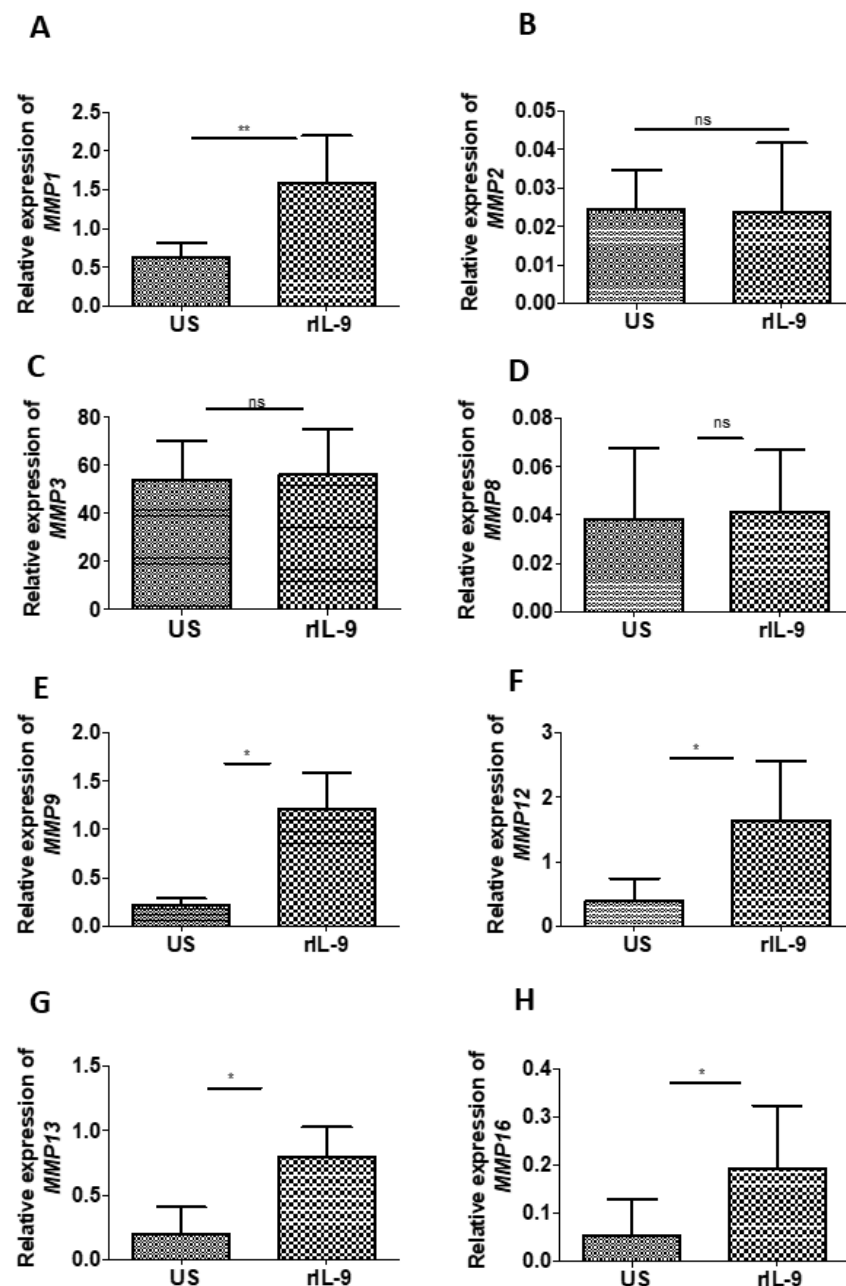 A
Relative expression of
MMP1
2.5
2.0
1.5
1.0
0.5
0.0
**
US
rIL-9
B
Relative expression of
MMP2
0.05
0.04
0.03
0.02
0.01
0.00
ns
US
rIL-9
C
Relative expression of
MMP3
80
60
40
20
0
ns
US
rIL-9
D
Relative expression of
MMP8
0.08
0.06
0.04
0.02
0.00
ns
US
rIL-9
E
Relative expression of
MMP9
2.0
1.5
1.0
0.5
0.0
*
US
rIL-9
F
Relative expression of
MMP12
3
2
1
0
*
US
rIL-9
G
Relative expression of
MMP13
1.5
1.0
0.5
0.0
*
US
rIL-9
H
Relative expression of
MMP16
0.4
0.3
0.2
0.1
0.0
*
US
rIL-9